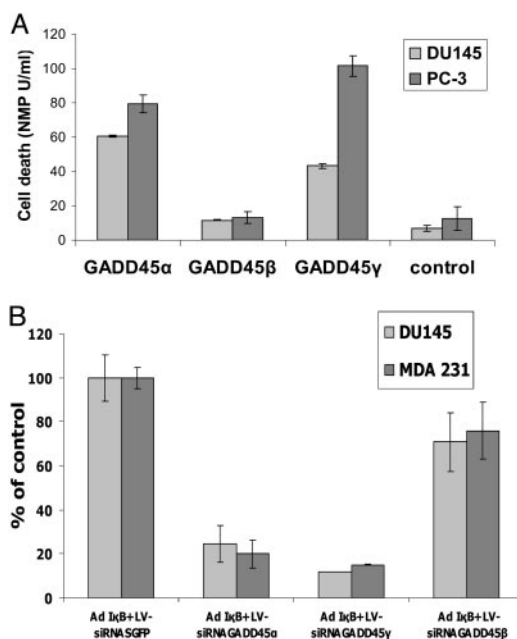 A
Cell death (NMP U/ml)
120
100
80
60
40
20
0
DU145
PC-3
GADD45α
GADD45β
GADD45γ
control
B
% of control
120
100
80
60
40
20
0
DU145
MDA 231
Ad IκB+LV-
siRNASGFP
Ad IκB+LV-
siRNAGADD45α
Ad IκB+LV-
siRNAGADD45γ
Ad IκB+LV-
siRNAGADD45β